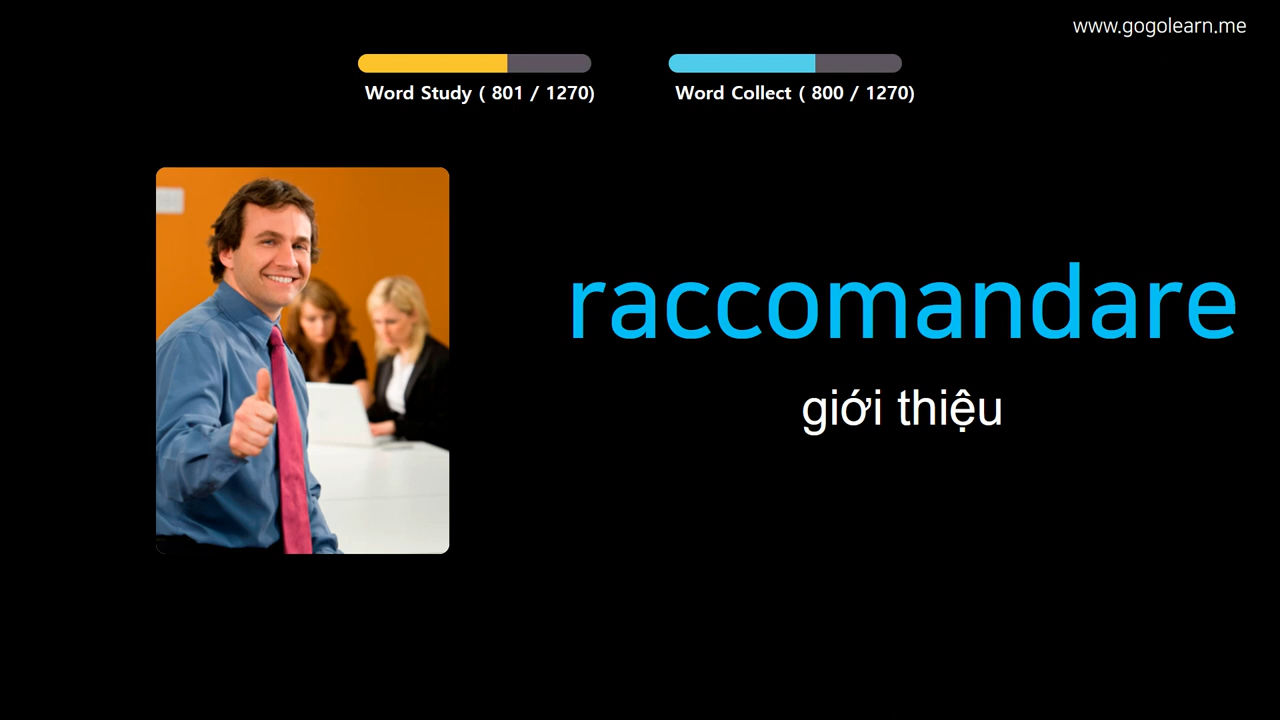 www.gogolearn.me
Word Study ( 801 / 1270)
Word Collect ( 800 / 1270)
raccomandare
giới thiệu